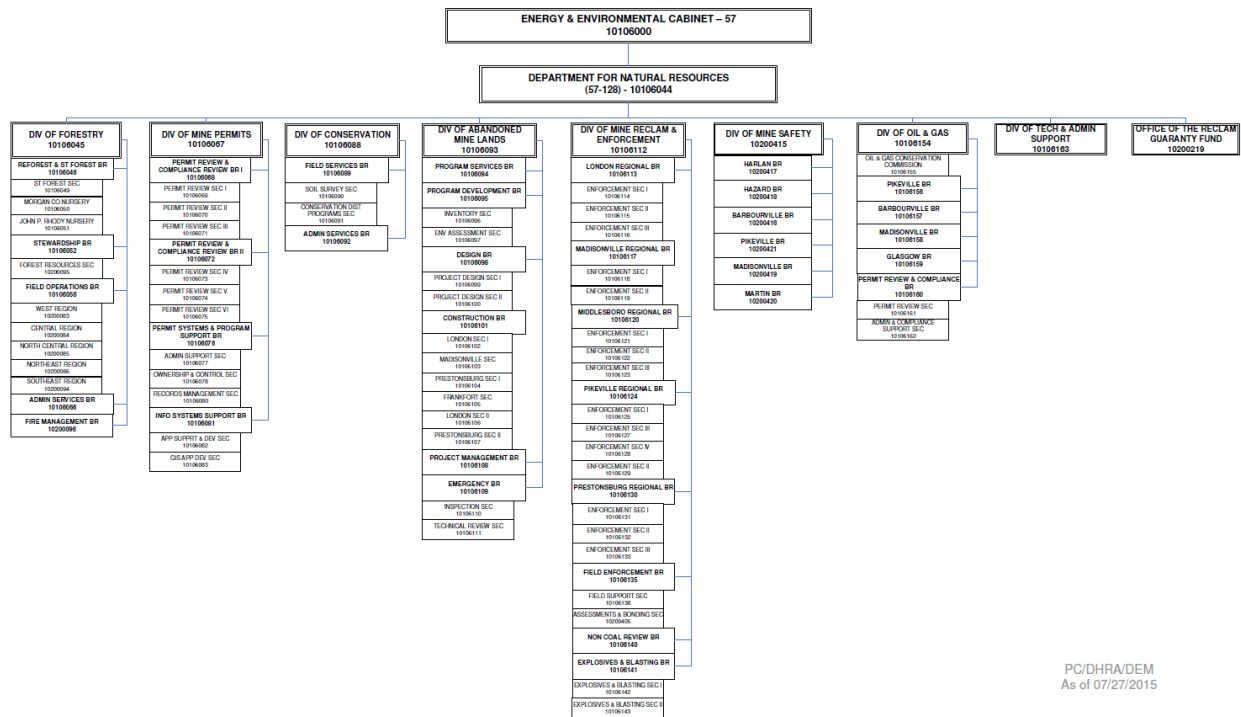 ENERGY & ENVIRONMENTAL CABINET – 57
10106000
DEPARTMENT FOR NATURAL RESOURCES
(57-128) - 10106044
DIV OF FORESTRY
10106045
REFOREST & ST FOREST BR
10106046
ST FOREST SEC
10106049
MORGAN CO NURSERY
10106050
JOHN P. RHODY NURSERY
10106051
STEWARDSHIP BR
10106052
FOREST RESOURCES SEC
10200095
FIELD OPERATIONS BR
10106056
WEST REGION
10200083
CENTRAL REGION
10200084
NORTH CENTRAL REGION
10200085
NORTHEAST REGION
10200086
SOUTHEAST REGION
10200094
ADMIN SERVICES BR
10106066
FIRE MANAGEMENT BR
10200096
DIV OF MINE PERMITS
10106067
PERMIT REVIEW &
COMPLIANCE REVIEW BR I
10106068
PERMIT REVIEW SEC I
10106069
PERMIT REVIEW SEC II
10106070
PERMIT REVIEW SEC III
10106071
PERMIT REVIEW &
COMPLIANCE REVIEW BR II
10106072
PERMIT REVIEW SEC IV
10106073
PERMIT REVIEW SEC V
10106074
PERMIT REVIEW SEC VI
10106075
PERMIT SYSTEMS & PROGRAM
SUPPORT BR
10106076
ADMIN SUPPORT SEC
10106077
OWNERSHIP & CONTROL SEC
10106078
RECORDS MANAGEMENT SEC
10106080
INFO SYSTEMS SUPPORT BR
10106081
APP SUPPRT & DEV SEC
10106082
GIS APP DEV SEC
10106083
DIV OF CONSERVATION
10106088
FIELD SERVICES BR
10106089
SOIL SURVEY SEC
10106090
CONSERVATION DIST
PROGRAMS SEC
10106091
ADMIN SERVICES BR
10106092
DIV OF ABANDONED
MINE LANDS
10106093
PROGRAM SERVICES BR
10106094
PROGRAM DEVELOPMENT BR
10106095
INVENTORY SEC
10106096
ENV ASSESSMENT SEC
10106097
DESIGN BR
10106098
PROJECT DESIGN SEC I
10106099
PROJECT DESIGN SEC II
10106100
CONSTRUCTION BR
10106101
LONDON SEC I
10106102
MADISONVILLE SEC
10106103
PRESTONSBURG SEC I
10106104
FRANKFORT SEC
10106105
LONDON SEC II
10106106
PRESTONSBURG SEC II
10106107
PROJECT MANAGEMENT BR
10106108
EMERGENCY BR
10106109
INSPECTION SEC
10106110
TECHNICAL REVIEW SEC
10106111
DIV OF MINE RECLAM &
ENFORCEMENT
10106112
LONDON REGIONAL BR
10106113
ENFORCEMENT SEC I
10106114
ENFORCEMENT SEC II
10106115
ENFORCEMENT SEC III
10106116
MADISONVILLE REGIONAL BR
10106117
ENFORCEMENT SEC I
10106118
ENFORCEMENT SEC II
10106119
MIDDLESBORO REGIONAL BR
10106120
ENFORCEMENT SEC I
10106121
ENFORCEMENT SEC II
10106122
ENFORCEMENT SEC III
10106123
PIKEVILLE REGIONAL BR
10106124
ENFORCEMENT SEC I
10106125
ENFORCEMENT SEC III
10106127
ENFORCEMENT SEC IV
10106128
ENFORCEMENT SEC II
10106129
PRESTONSBURG REGIONAL BR
10106130
ENFORCEMENT SEC I
10106131
ENFORCEMENT SEC II
10106132
ENFORCEMENT SEC III
10106133
FIELD ENFORCEMENT BR
10106135
FIELD SUPPORT SEC
10106138
ASSESSMENTS & BONDING SEC
10200405
NON COAL REVIEW BR
10106140
EXPLOSIVES & BLASTING BR
10106141
EXPLOSIVES & BLASTING SEC I
10106142
EXPLOSIVES & BLASTING SEC II
10106143
DIV OF MINE SAFETY
10200415
HARLAN BR
10200417
HAZARD BR
10200418
BARBOURVILLE BR
10200416
PIKEVILLE BR
10200421
MADISONVILLE BR
10200419
MARTIN BR
10200420
DIV OF OIL & GAS
10106154
OIL & GAS CONSERVATION
COMMISSION
10106155
PIKEVILLE BR
10106156
BARBOURVILLE BR
10106157
MADISONVILLE BR
10106158
GLASGOW BR
10106159
PERMIT REVIEW & COMPLIANCE
BR
10106160
PERMIT REVIEW SEC
10106161
ADMIN & COMPLIANCE
SUPPORT SEC
10106162
DIV OF TECH & ADMIN
SUPPORT
10106163
OFFICE OF THE RECLAM
GUARANTY FUND
10200219
PC/DHRA/DEM
As of 07/27/2015